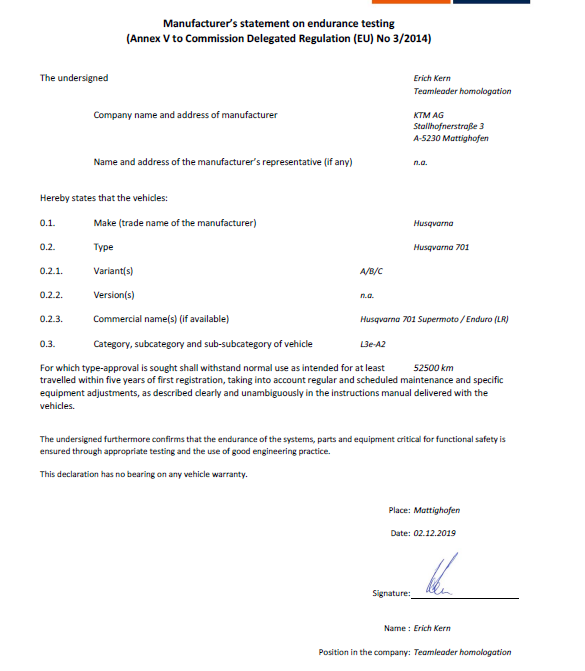 Manufacturer's statement on endurance testing
(Annex V to Commission Delegated Regulation (EU) No 3/2014)
The undersigned Erich Kern
Teamleader homologation
Company name and address of manufacturer KTM AG
Stallhofnerstraße 3
A-5230 Mattighofen
Name and address of the manufacturer's representative (if any) n.a.
Hereby states that the vehicles:
0.1. Make (trade name of the manufacturer) Husqvarna
0.2. Type Husqvarna 701
0.2.1. Variant(s) A/B/C
0.2.2. Version(s) n.a.
0.2.3. Commercial name(s) (if available) Husqvarna 701 Supermoto / Enduro (LR)
0.3. Category, subcategory and sub-subcategory of vehicle L3e-A2
For which type-approval is sought shall withstand normal use as intended for at least 52500 km
travelled within five years of first registration, taking into account regular and scheduled maintenance and specific
equipment adjustments, as described clearly and unambiguously in the instructions manual delivered with the
vehicles.
The undersigned furthermore confirms that the endurance of the systems, parts and equipment critical for functional safety is
ensured through appropriate testing and the use of good engineering practice.
This declaration has no bearing on any vehicle warranty.
Place: Mattighofen
Date: 02.12.2019
Signature:
Name : Erich Kern
Position in the company: Teamleader homologation